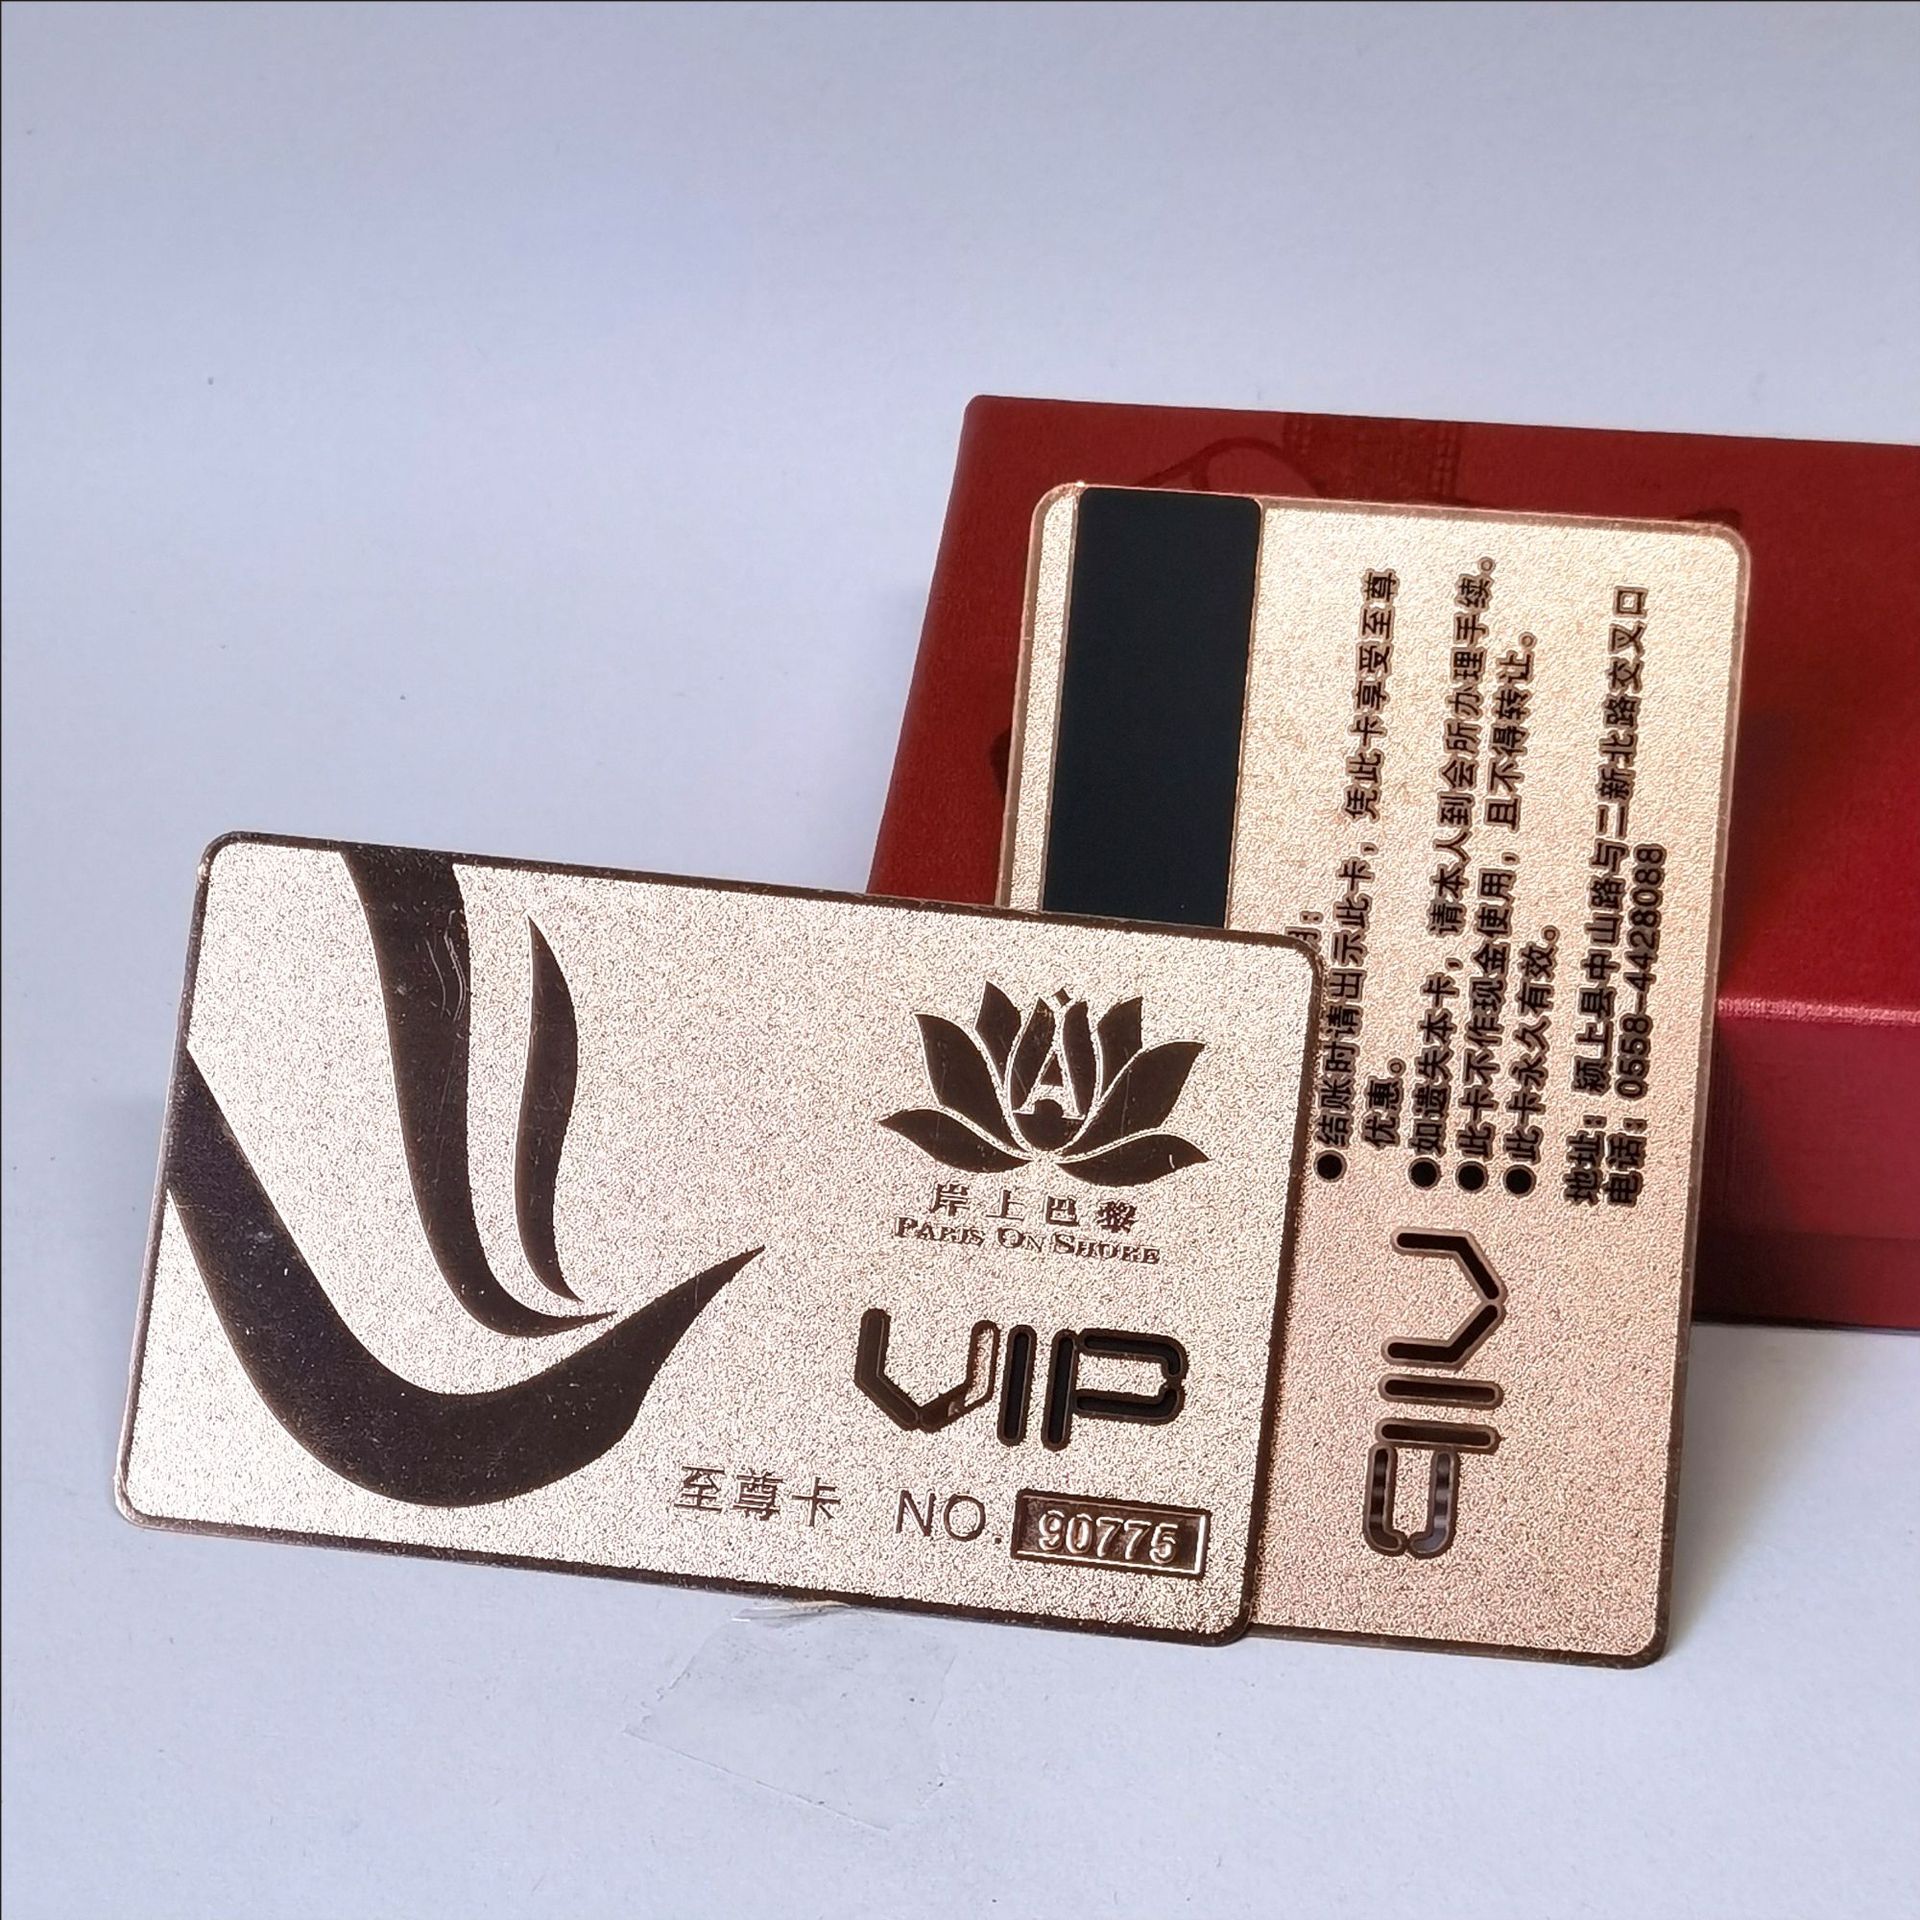 岸上巴黎
PARIS ON SHORE
VIP
至尊卡 NO. 90775
●结账时请出示此卡，凭此卡享受至尊
优惠。
●如遗失本卡，请本人到会所办理手续。
●此卡不作现金使用，且不得转让。
●此卡永久有效。
地址：颍上县中山路与二新北路交叉口
电话：0558-4428088
VIP